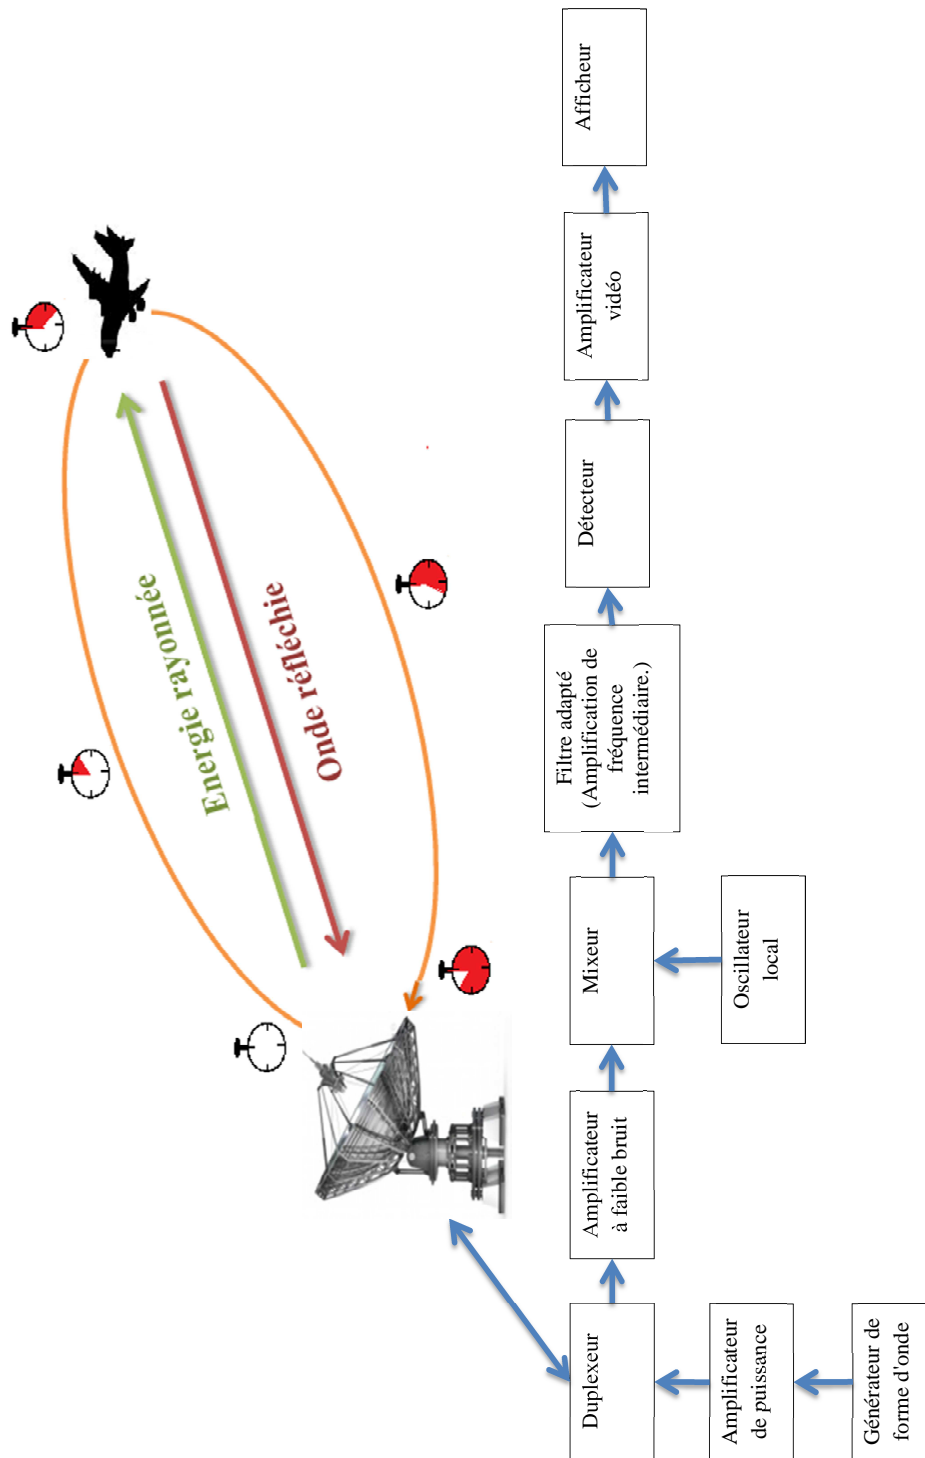 Energie rayonnée
Onde réfléchie
Duplexeur
Amplificateur
à faible bruit
Mixeur
Filtre adapté
(Amplification de
fréquence
intermédiaire.)
Détecteur
Amplificateur
vidéo
Afficheur
Amplificateur
de puissance
Oscillateur
local
Générateur de
forme d'onde